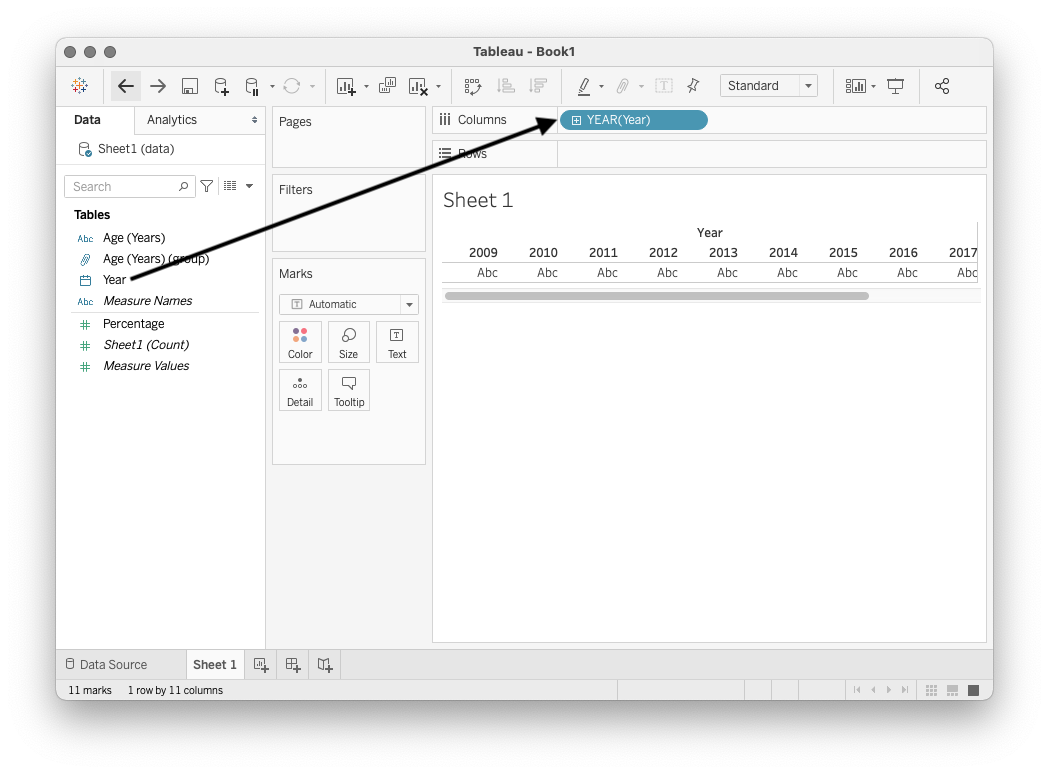 Tableau - Book1
Standard
Data
Analytics
Sheet1 (data)
Search
Tables
Abc Age (Years)
Age (Years) (group)
Year
Abc Measure Names
Percentage
Sheet1 (Count)
Measure Values
Pages
Filters
Marks
Automatic
Color Size Text
Detail Tooltip
Columns
YEAR(Year)
Rows
Sheet 1
Year
2009 2010 2011 2012 2013 2014 2015 2016 2017
Abc Abc Abc Abc Abc Abc Abc Abc Abc
Data Source
Sheet 1
11 marks 1 row by 11 columns